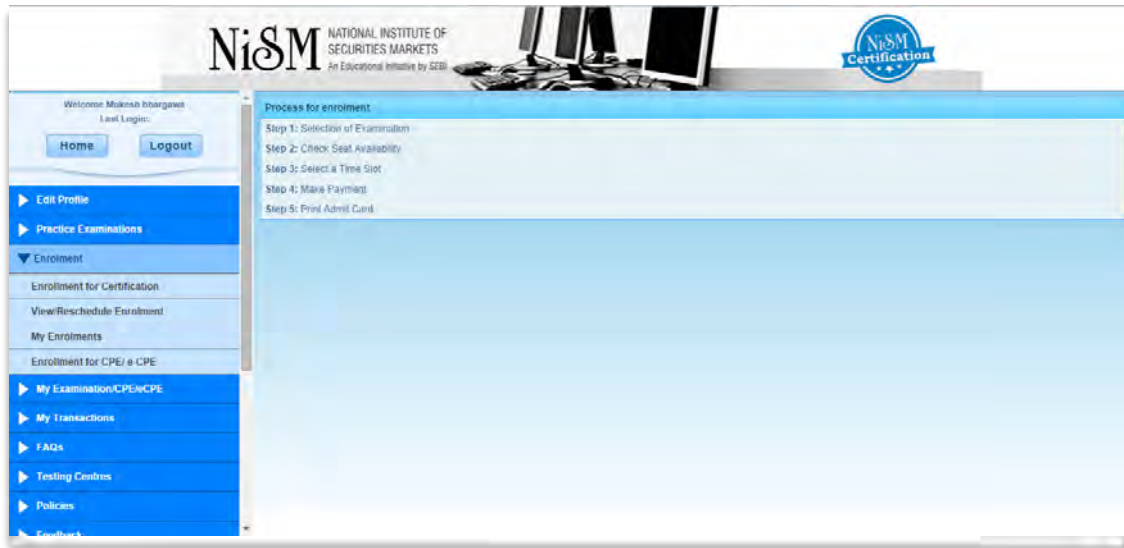 NiSM
NATIONAL INSTITUTE OF
SECURITIES MARKETS
An Educational Initiative by SEBI
NiSM
Certification
Welcome Mukesh bhargawa
Last Login:
Home
Logout
Edit Profile
Practice Examinations
Enrolment
Enrollment for Certification
View/Reschedule Enrolment
My Enrolments
Enrollment for CPE/ e-CPE
My Examination/CPE/eCPE
My Transactions
FAQs
Testing Centres
Policies
Feedback
Process for enrolment
Step 1: Selection of Examination
Step 2: Check Seat Availability
Step 3: Select a Time Slot
Step 4: Make Payment
Step 5: Print Admit Card